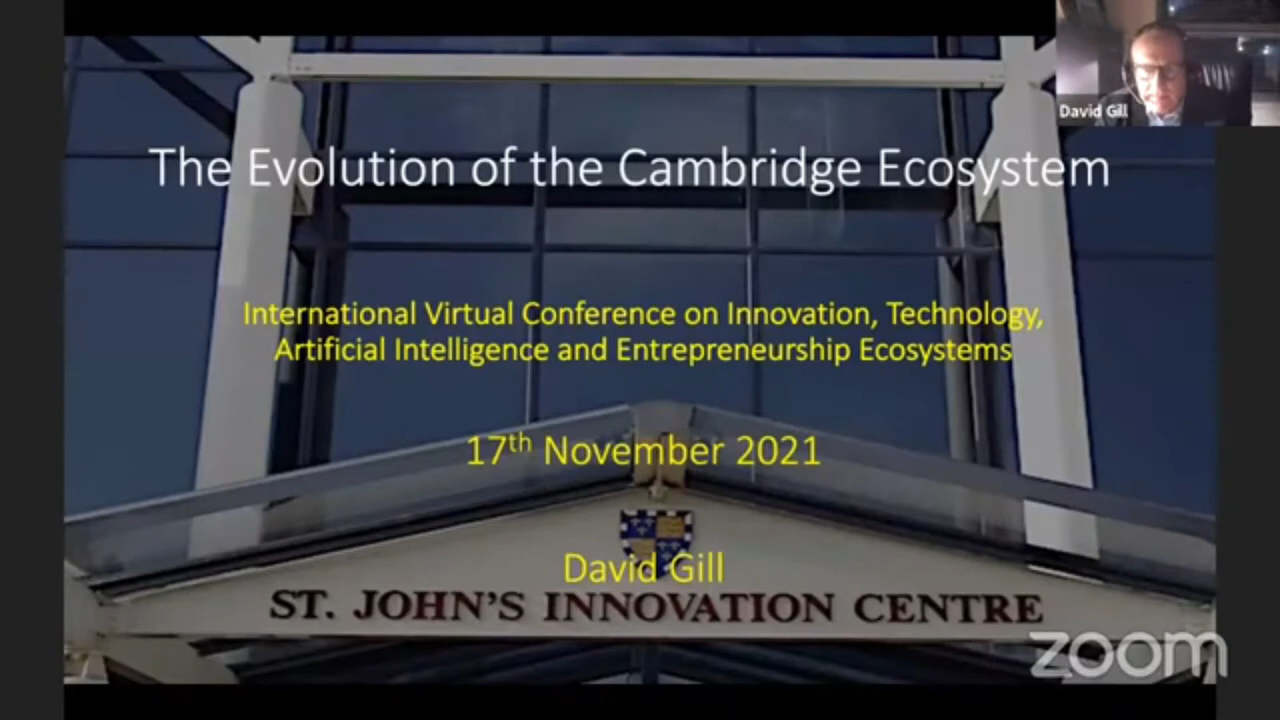 David Gill
The Evolution of the Cambridge Ecosystem
International Virtual Conference on Innovation, Technology,
Artificial Intelligence and Entrepreneurship Ecosystems
17th November 2021
David Gill
ST. JOHN'S INNOVATION CENTRE
zoom